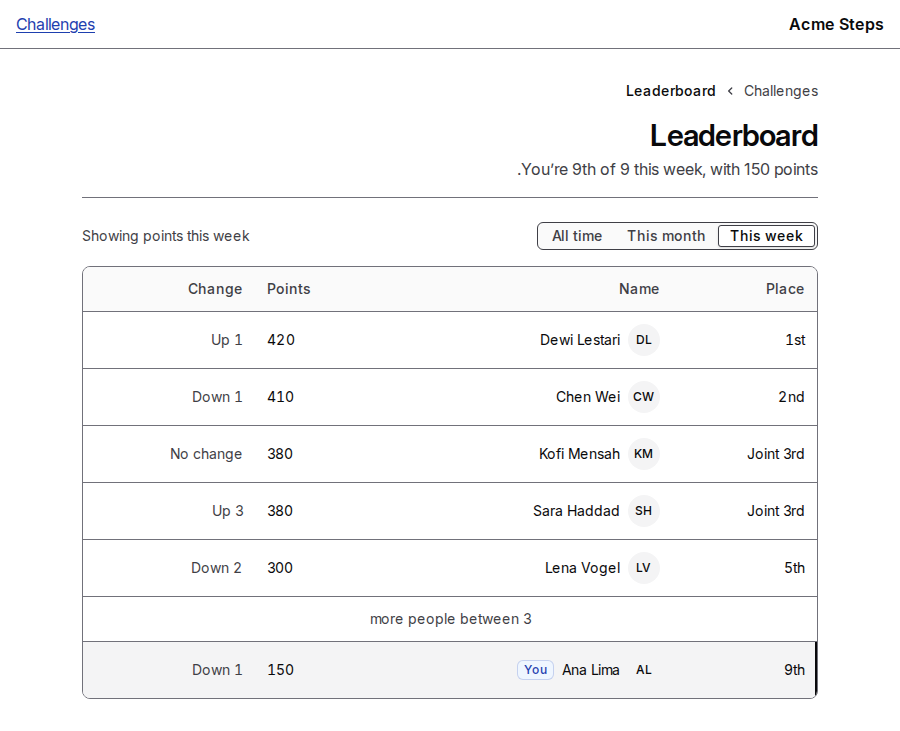 Acme Steps
Challenges
Leaderboard ‹ Challenges
Leaderboard
.You’re 9th of 9 this week, with 150 points
Showing points this week
All time This month This week
Change Points Name Place
Up 1 420 Dewi Lestari DL 1st
Down 1 410 Chen Wei CW 2nd
No change 380 Kofi Mensah KM Joint 3rd
Up 3 380 Sara Haddad SH Joint 3rd
Down 2 300 Lena Vogel LV 5th
more people between 3
Down 1 150 You Ana Lima AL 9th